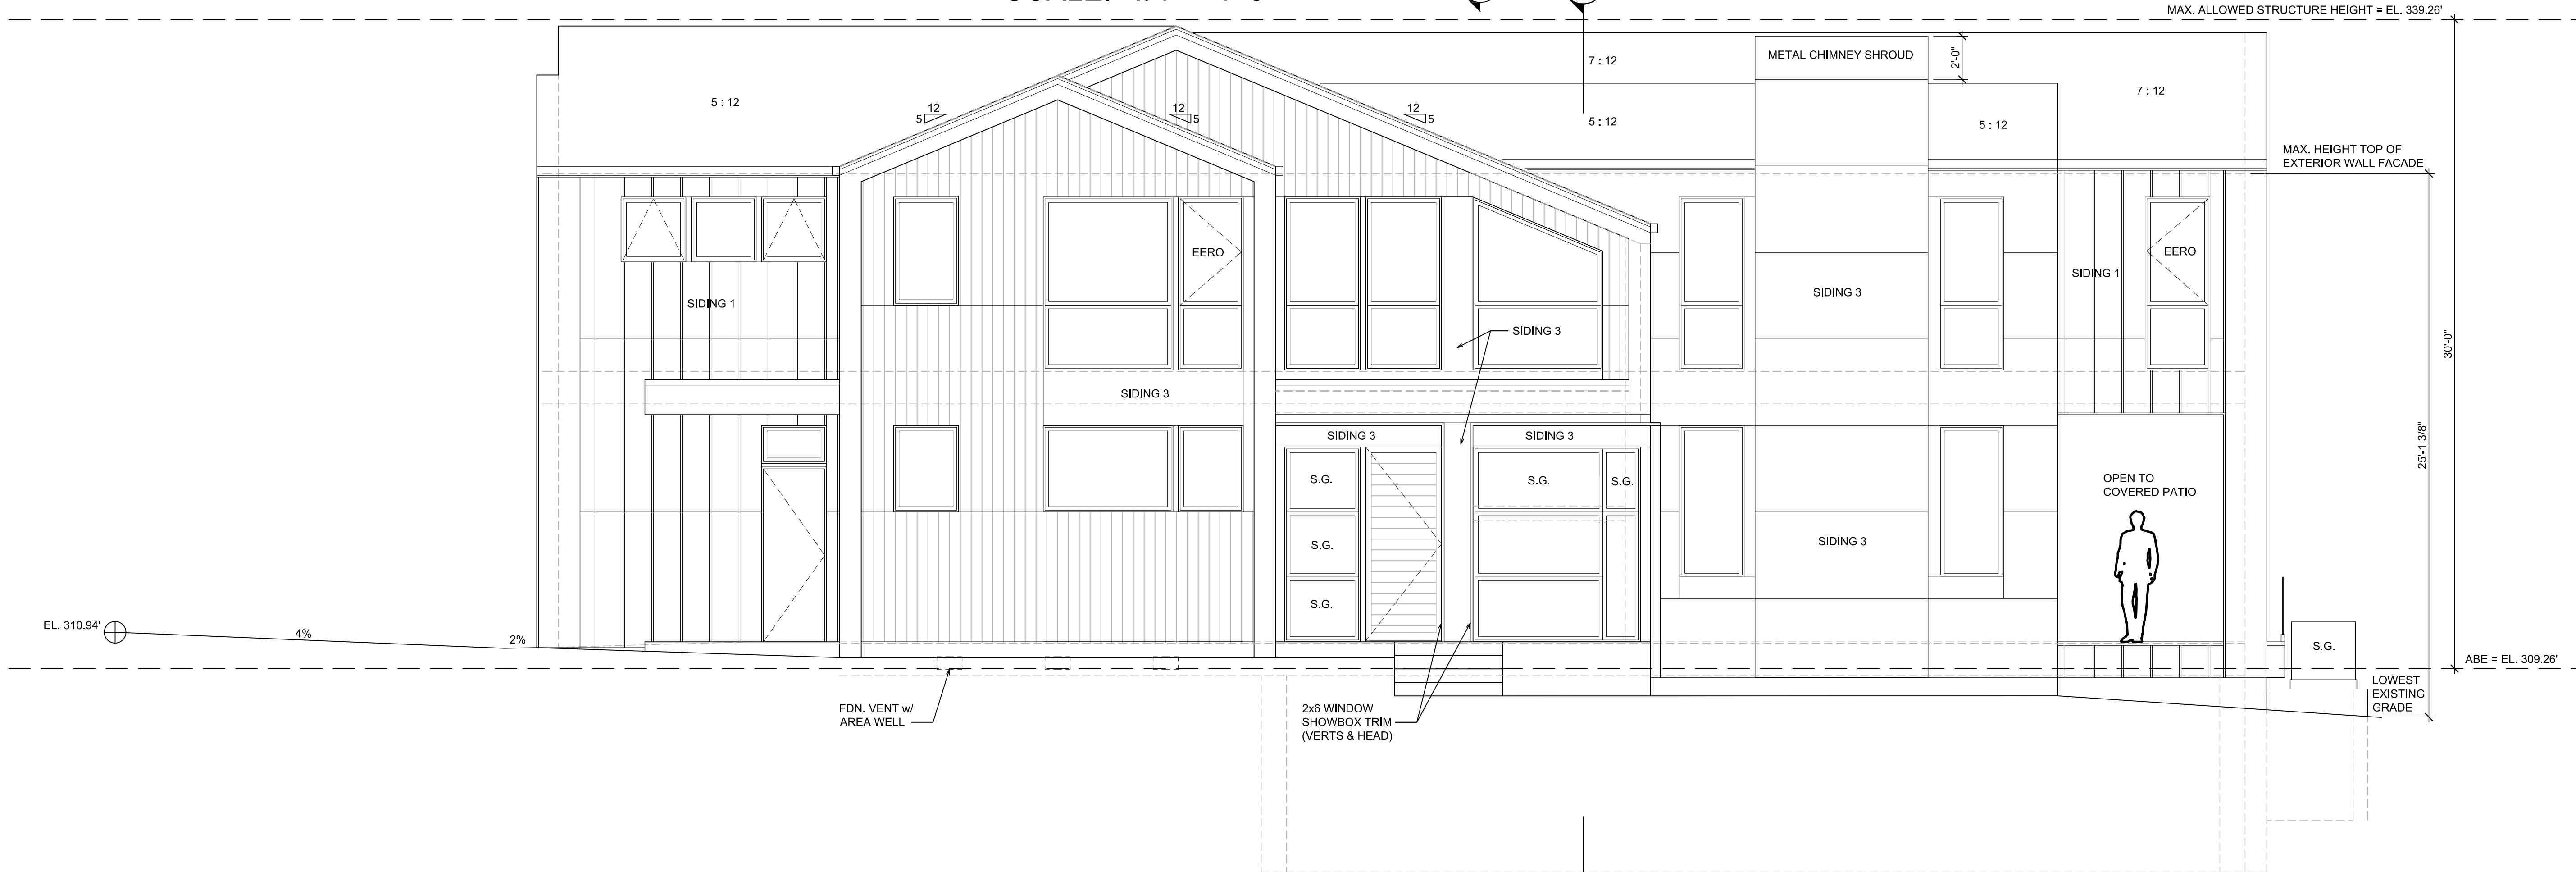 MAX. ALLOWED STRUCTURE HEIGHT = EL. 339.26'
METAL CHIMNEY SHROUD
2'-0"
7 : 12
7 : 12
5 : 12
12
5
12
5
12
5
5 : 12
5 : 12
MAX. HEIGHT TOP OF
EXTERIOR WALL FACADE
EERO
EERO
SIDING 1
SIDING 3
SIDING 1
SIDING 3
30'-0"
SIDING 3
25'-1 3/8"
SIDING 3
SIDING 3
S.G.
S.G.
S.G.
OPEN TO
COVERED PATIO
S.G.
SIDING 3
S.G.
EL. 310.94'
4%
2%
S.G.
ABE = EL. 309.26'
LOWEST
EXISTING
GRADE
FDN. VENT w/
AREA WELL
2x6 WINDOW
SHOWBOX TRIM
(VERTS & HEAD)